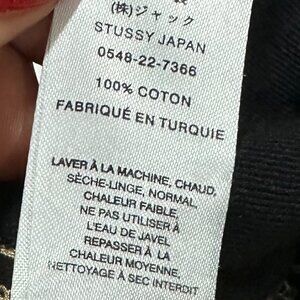 (株)ジャック
STUSSY JAPAN
0548-22-7366
100% COTON
FABRIQUÉ EN TURQUIE
LAVER À LA MACHINE, CHAUD,
SÈCHE-LINGE, NORMAL,
CHALEUR FAIBLE,
NE PAS UTILISER À
L'EAU DE JAVEL
REPASSER À LA
CHALEUR MOYENNE,
NETTOYAGE À SEC INTERDIT